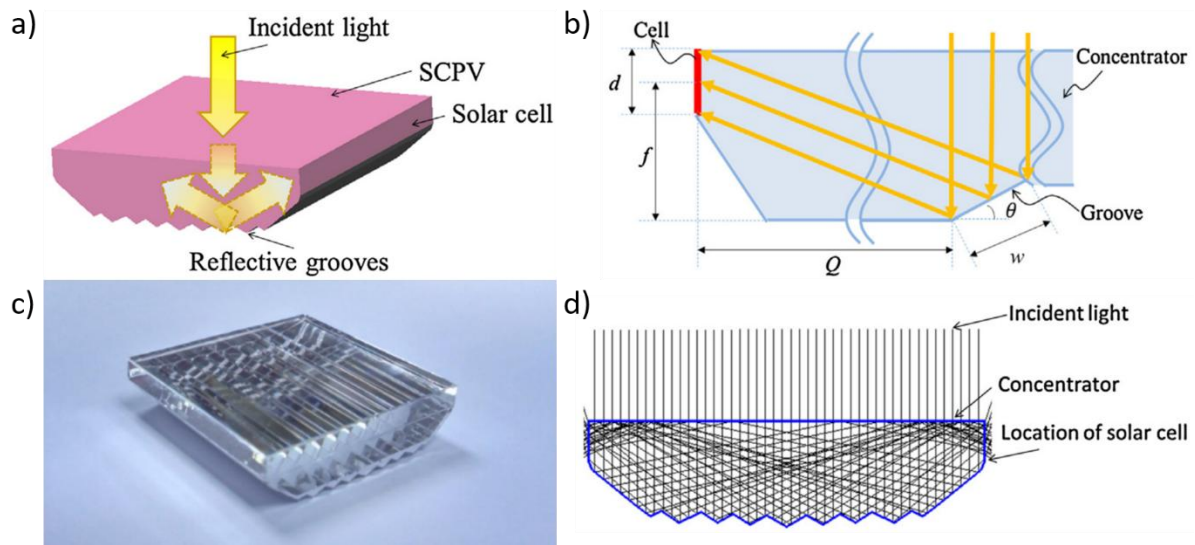 a)
Incident light
SCPV
Solar cell
Reflective grooves
b)
Cell
Concentrator
d
f
θ
Groove
Q
w
c)
d)
Incident light
Concentrator
Location of solar cell